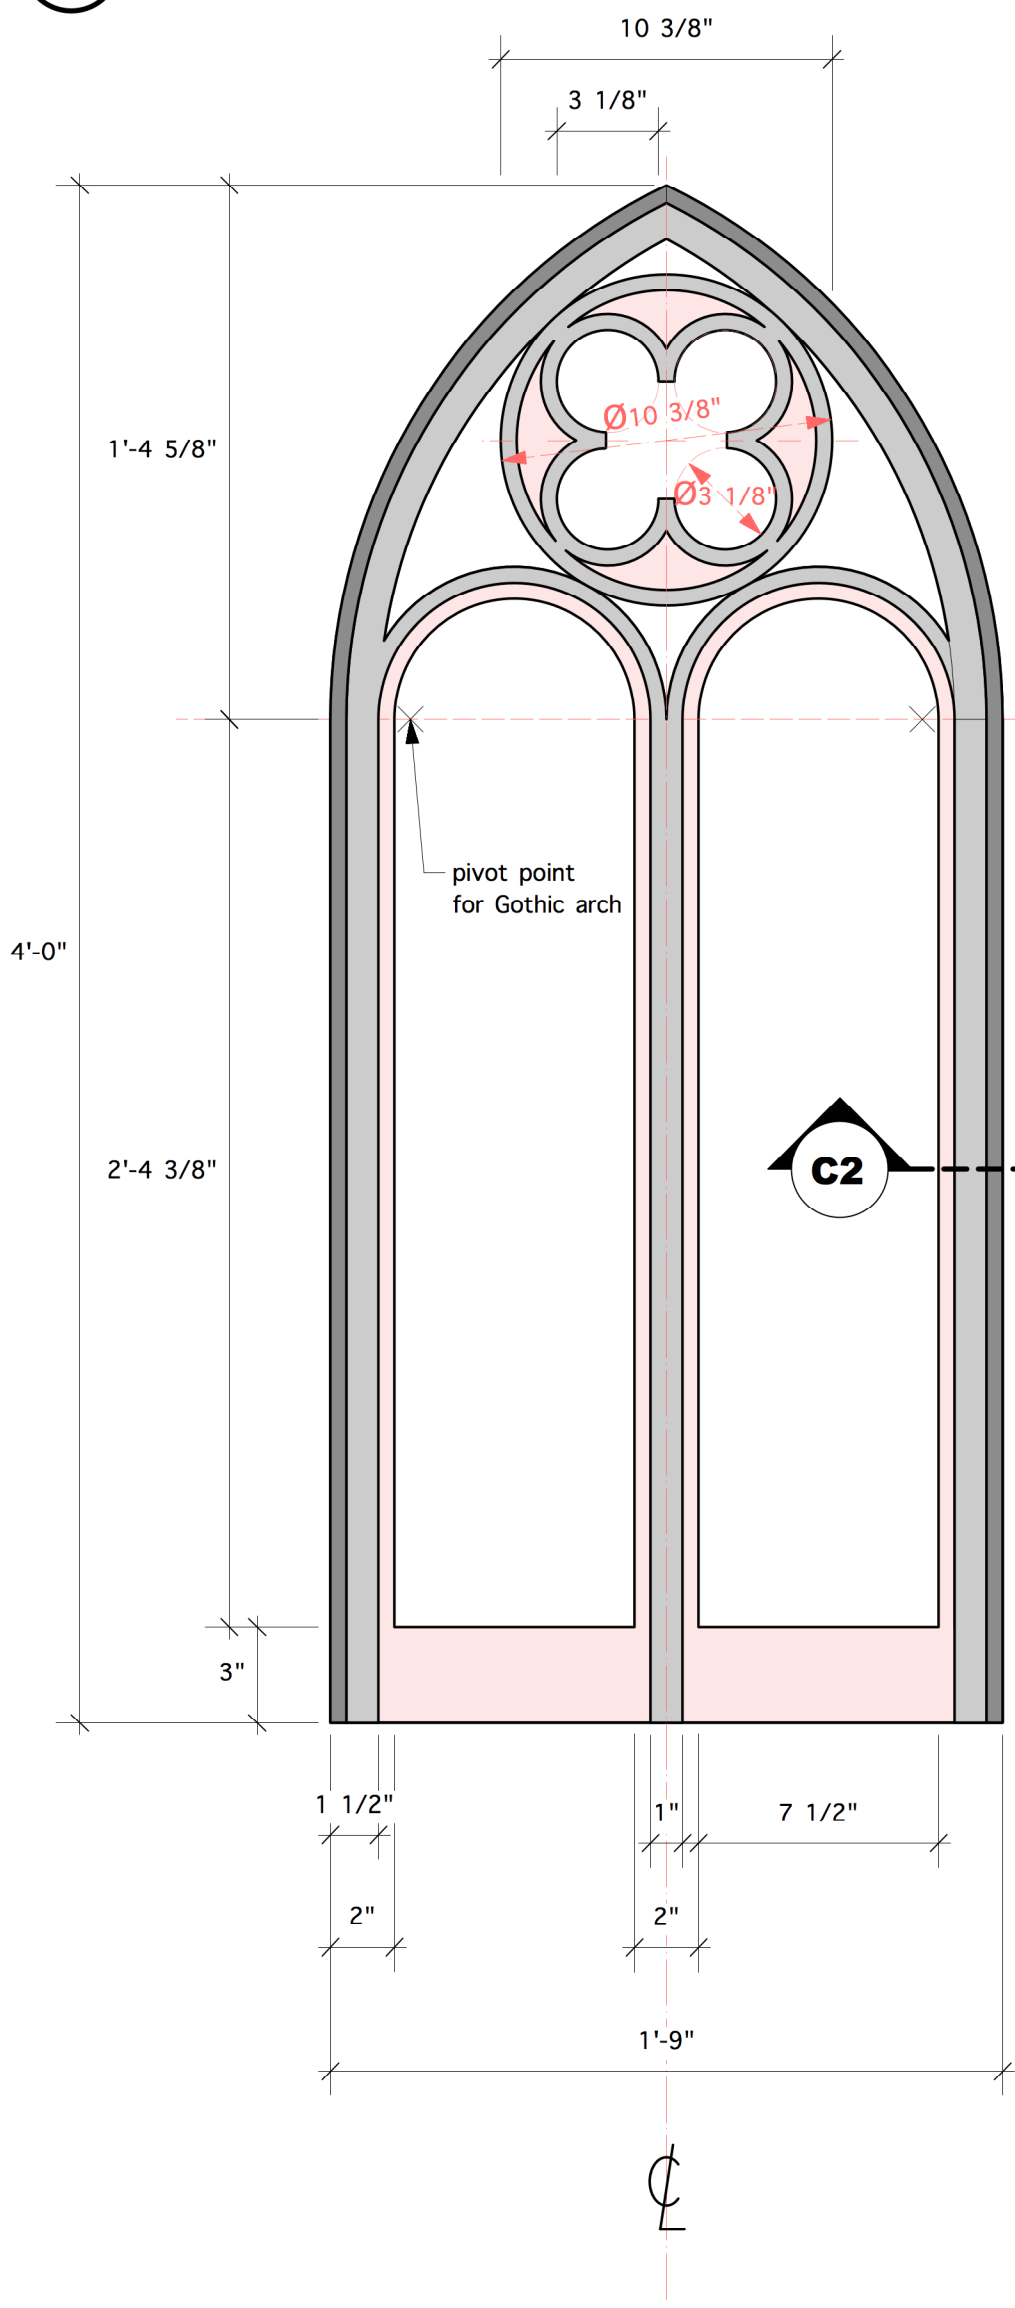 10 3/8"
3 1/8"
Ø10 3/8"
1'-4 5/8"
Ø3 1/8"
pivot point
for Gothic arch
4'-0"
2'-4 3/8"
C2
3"
1 1/2"
1"
7 1/2"
2"
2"
1'-9"
℄